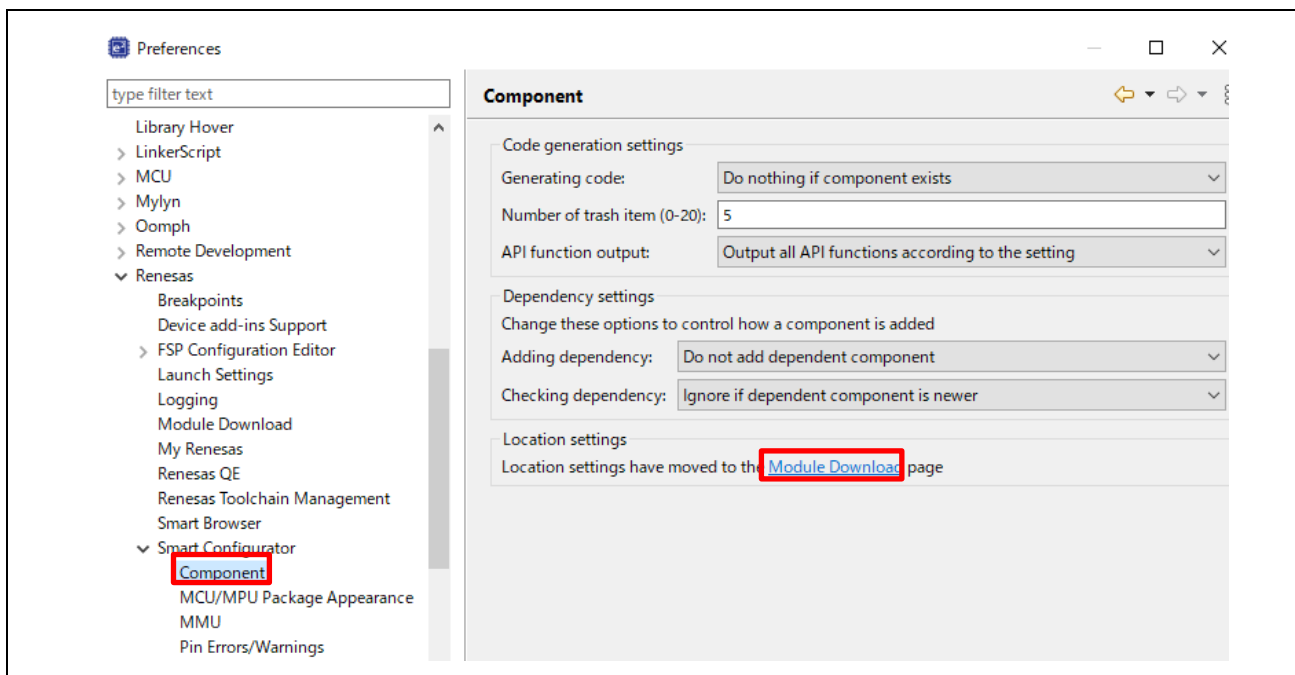 Preferences
type filter text
Library Hover
LinkerScript
MCU
Mylyn
Oomph
Remote Development
Renesas
Breakpoints
Device add-ins Support
FSP Configuration Editor
Launch Settings
Logging
Module Download
My Renesas
Renesas QE
Renesas Toolchain Management
Smart Browser
Smart Configurator
Component
MCU/MPU Package Appearance
MMU
Pin Errors/Warnings
Component
Code generation settings
Generating code: Do nothing if component exists
Number of trash item (0-20): 5
API function output: Output all API functions according to the setting
Dependency settings
Change these options to control how a component is added
Adding dependency: Do not add dependent component
Checking dependency: Ignore if dependent component is newer
Location settings
Location settings have moved to the Module Download page